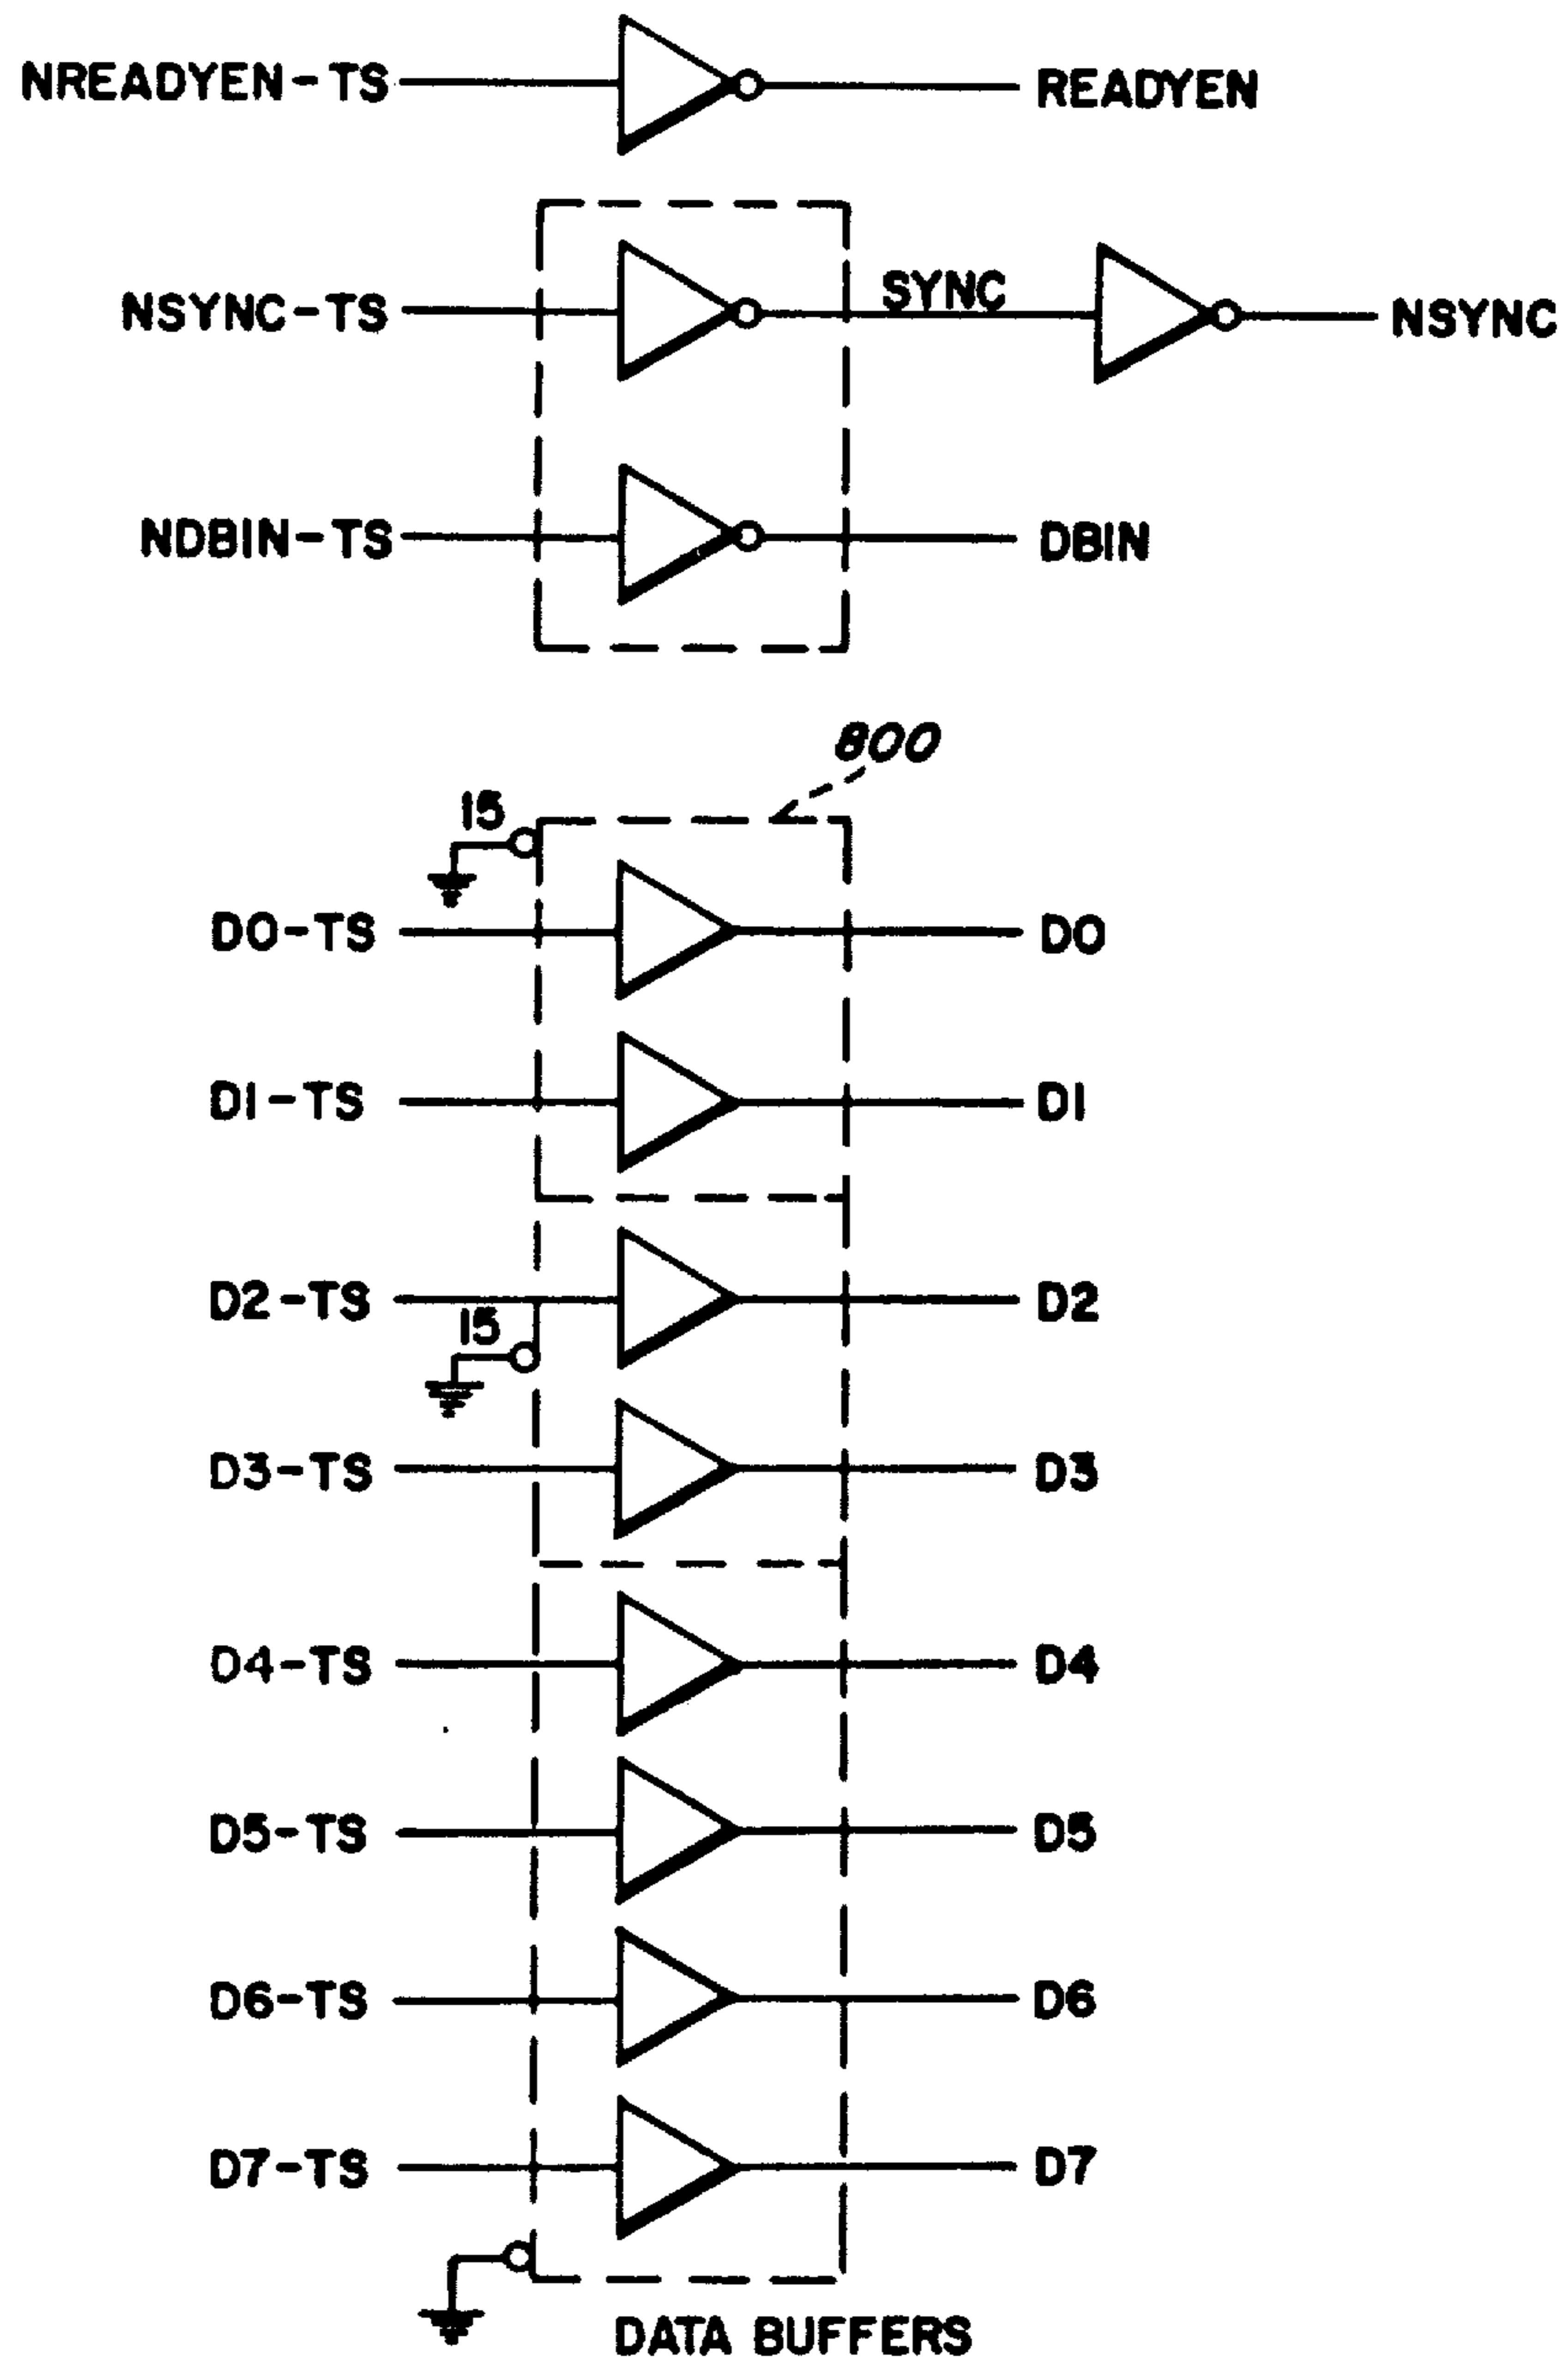 NREADYEN-TS READYEN
NSYNC-TS SYNC NSYNC
NDBIN-TS DBIN
800
15
D0-TS D0
D1-TS D1
D2-TS D2
15
D3-TS D3
D4-TS D4
D5-TS D5
D6-TS D6
D7-TS D7
DATA BUFFERS